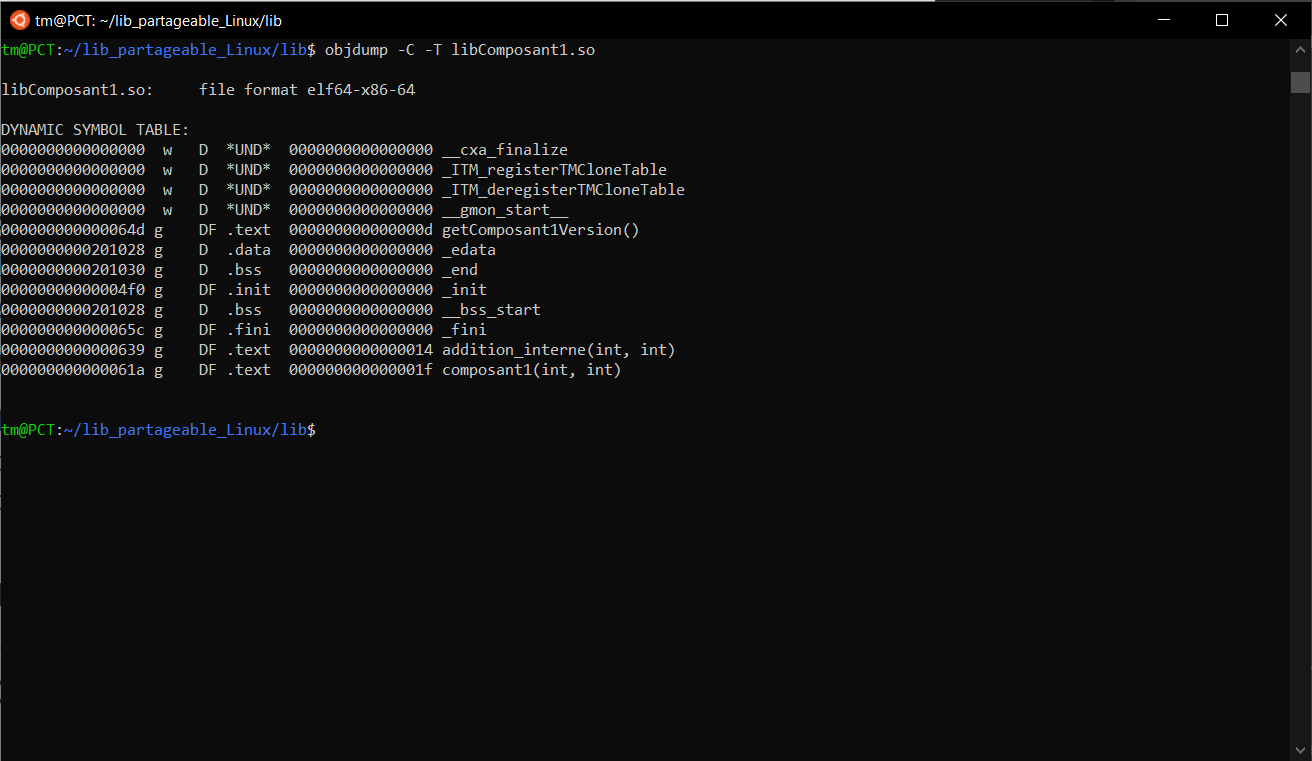 tm@PCT: ~/lib_partageable_Linux/lib
tm@PCT:~/lib_partageable_Linux/lib$ objdump -C -T libComposant1.so
libComposant1.so:     file format elf64-x86-64
DYNAMIC SYMBOL TABLE:
0000000000000000  w   D  *UND*  0000000000000000 __cxa_finalize
0000000000000000  w   D  *UND*  0000000000000000 _ITM_registerTMCloneTable
0000000000000000  w   D  *UND*  0000000000000000 _ITM_deregisterTMCloneTable
0000000000000000  w   D  *UND*  0000000000000000 __gmon_start__
000000000000064d g    DF .text  000000000000000d getComposant1Version()
0000000000201028 g    D  .data  0000000000000000 _edata
0000000000201030 g    D  .bss   0000000000000000 _end
00000000000004f0 g    DF .init  0000000000000000 _init
0000000000201028 g    D  .bss   0000000000000000 __bss_start
000000000000065c g    DF .fini  0000000000000000 _fini
0000000000000639 g    DF .text  0000000000000014 addition_interne(int, int)
000000000000061a g    DF .text  000000000000001f composant1(int, int)
tm@PCT:~/lib_partageable_Linux/lib$